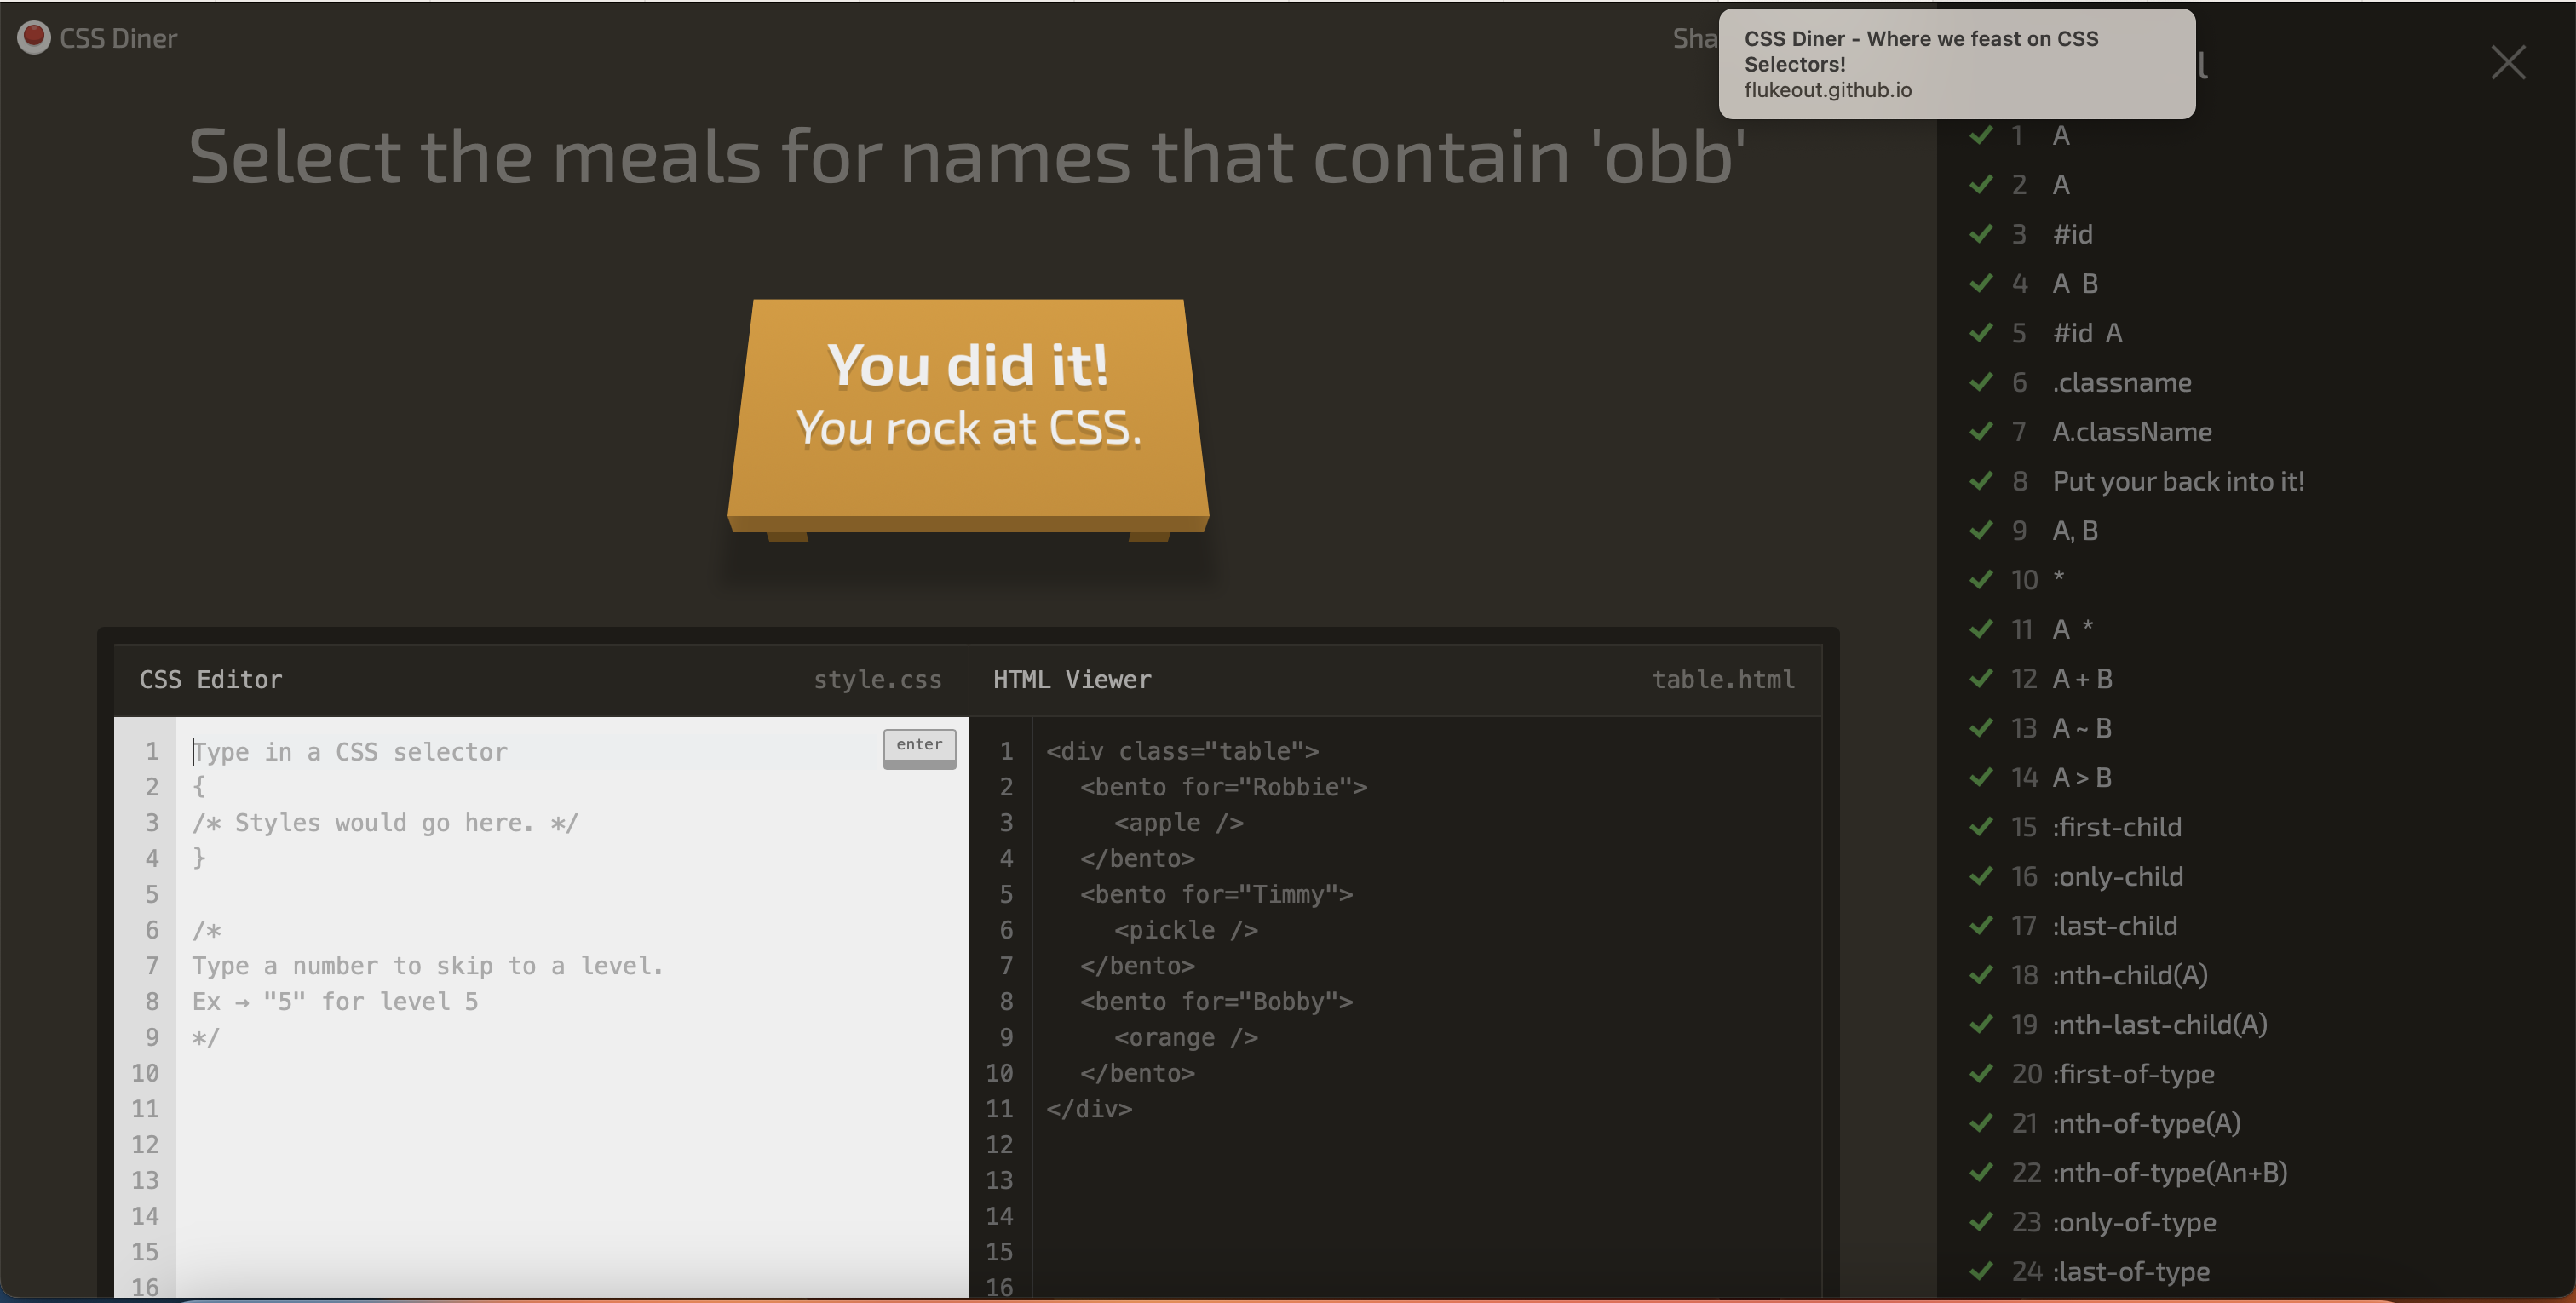 CSS Diner
Sha
CSS Diner - Where we feast on CSS
Selectors!
flukeout.github.io
l
Select the meals for names that contain 'obb'
You did it!
You rock at CSS.
CSS Editor style.css
1 Type in a CSS selector enter
2 {
3 /* Styles would go here. */
4 }
5
6 /*
7 Type a number to skip to a level.
8 Ex → "5" for level 5
9 */
10
11
12
13
14
15
16
HTML Viewer table.html
1 <div class="table">
2 <bento for="Robbie">
3 <apple />
4 </bento>
5 <bento for="Timmy">
6 <pickle />
7 </bento>
8 <bento for="Bobby">
9 <orange />
10 </bento>
11 </div>
12
13
14
15
16
1 A
2 A
3 #id
4 A B
5 #id A
6 .classname
7 A.className
8 Put your back into it!
9 A, B
10 *
11 A *
12 A + B
13 A ~ B
14 A > B
15 :first-child
16 :only-child
17 :last-child
18 :nth-child(A)
19 :nth-last-child(A)
20 :first-of-type
21 :nth-of-type(A)
22 :nth-of-type(An+B)
23 :only-of-type
24 :last-of-type